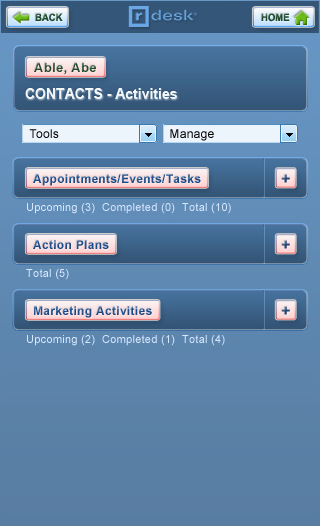 BACK
r desk®
HOME
Able, Abe
CONTACTS - Activities
Tools
Manage
Appointments/Events/Tasks
+
Upcoming (3) Completed (0) Total (10)
Action Plans
+
Total (5)
Marketing Activities
+
Upcoming (2) Completed (1) Total (4)